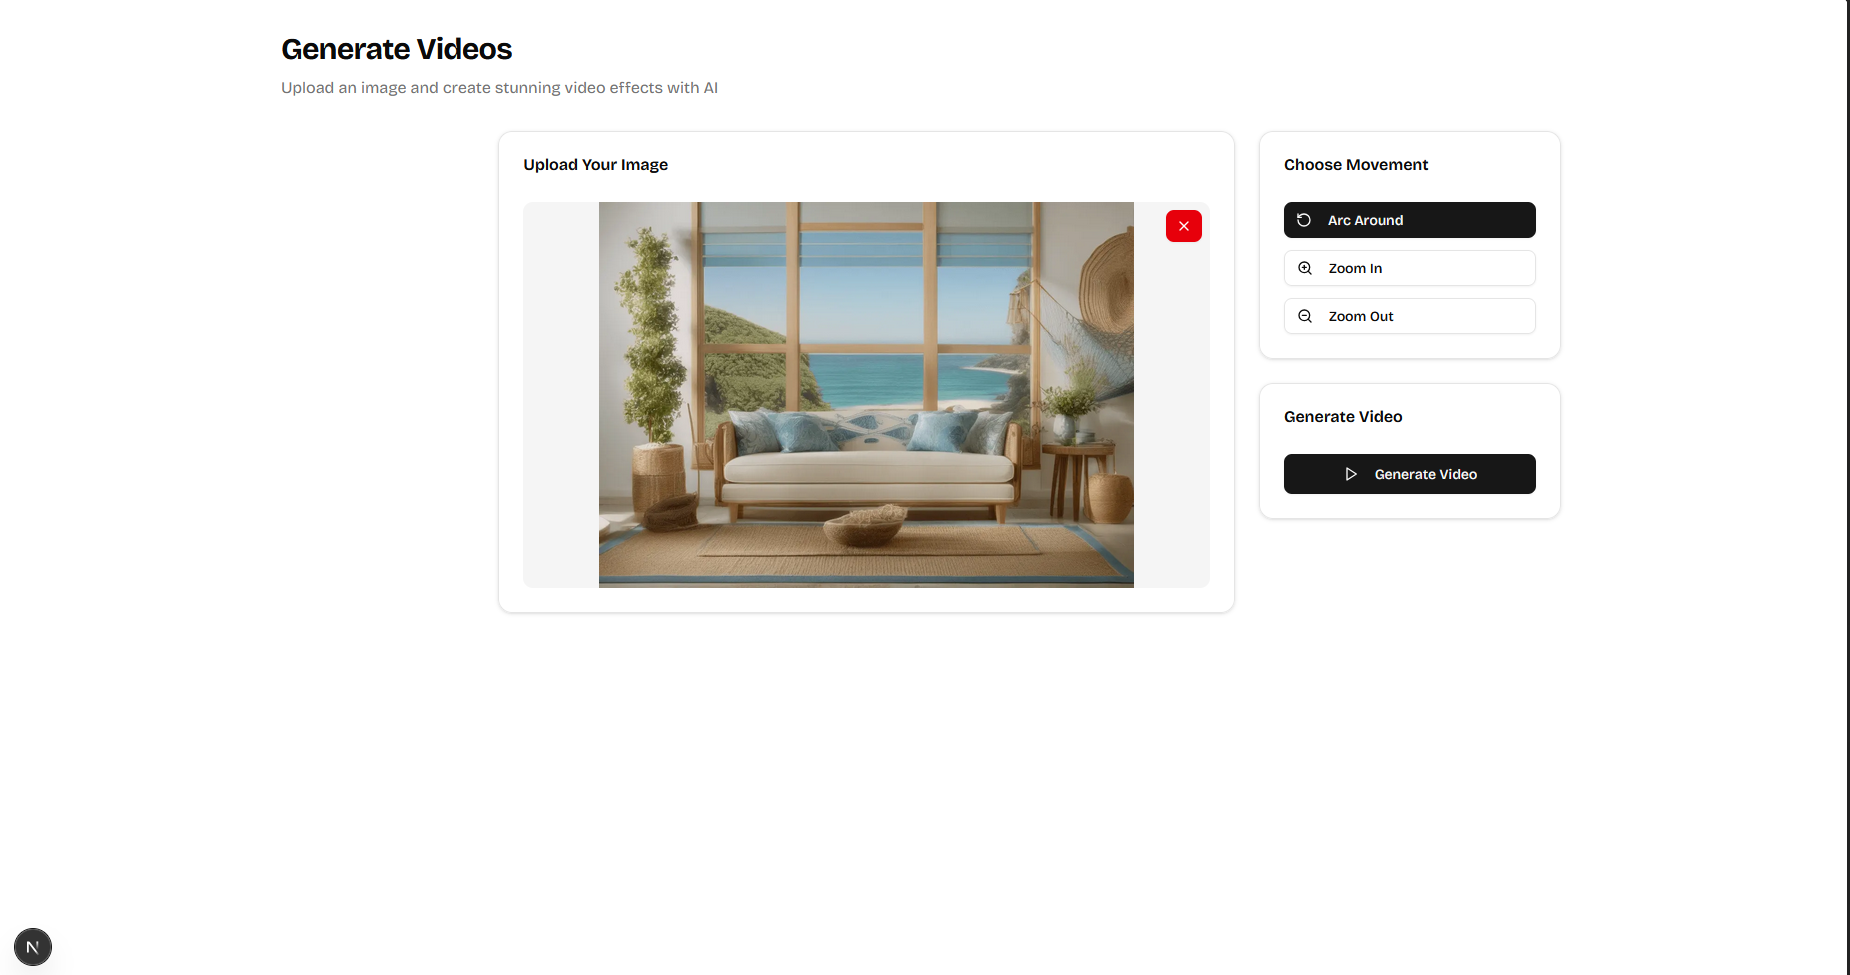 Generate Videos
Upload an image and create stunning video effects with AI
Upload Your Image
Choose Movement
Arc Around
Zoom In
Zoom Out
Generate Video
Generate Video
N